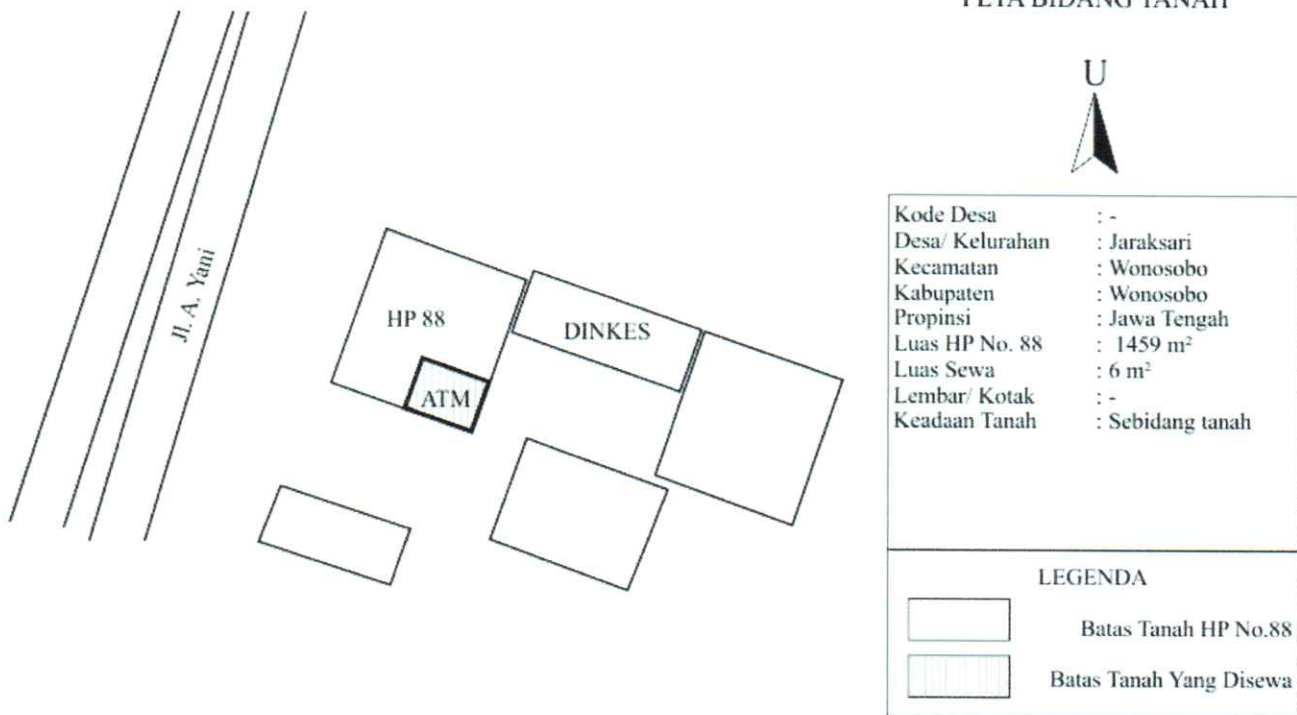 PETA BIDANG TANAH
U
Jl. A. Yani
HP 88
DINKES
ATM
Kode Desa : -
Desa/ Kelurahan : Jaraksari
Kecamatan : Wonosobo
Kabupaten : Wonosobo
Propinsi : Jawa Tengah
Luas HP No. 88 : 1459 m²
Luas Sewa : 6 m²
Lembar/ Kotak : -
Keadaan Tanah : Sebidang tanah
LEGENDA
Batas Tanah HP No.88
Batas Tanah Yang Disewa